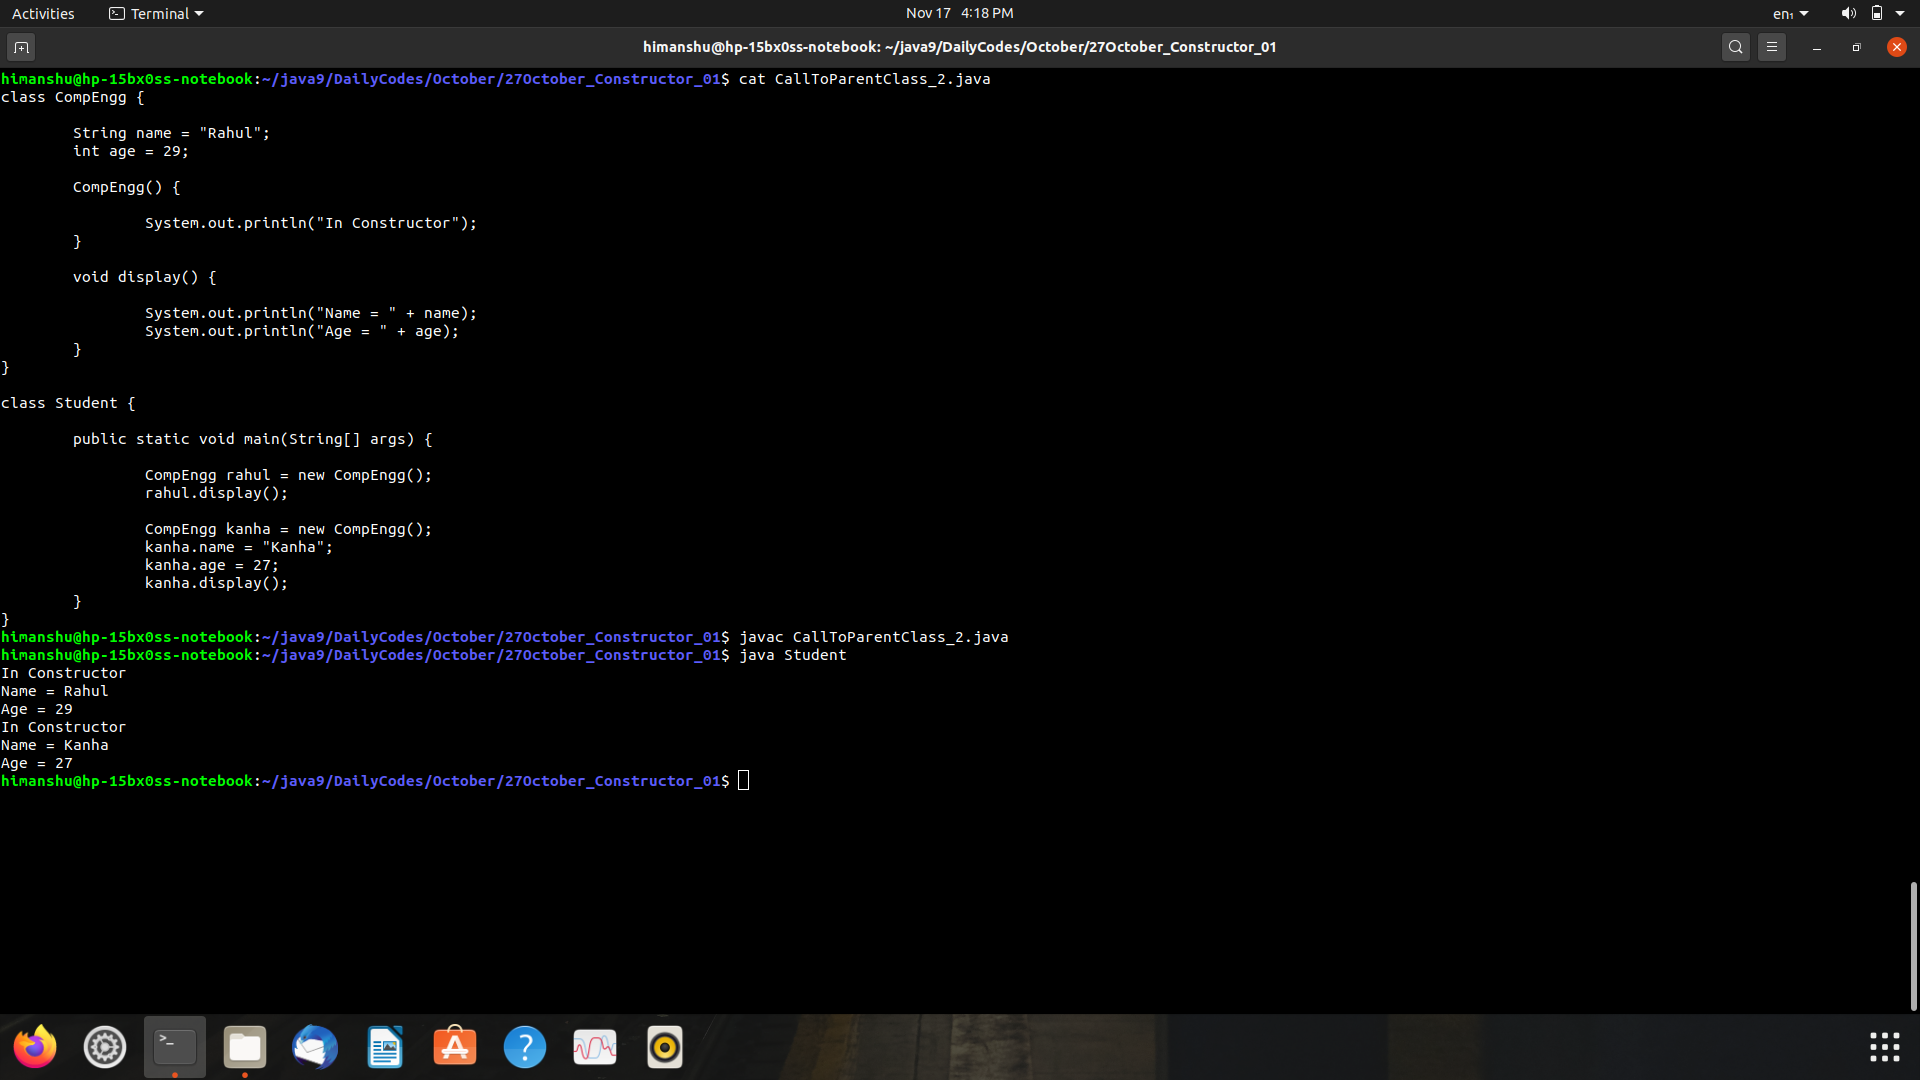 Activities Terminal Nov 17 4:18 PM en₁
himanshu@hp-15bx0ss-notebook: ~/java9/DailyCodes/October/27October_Constructor_01
himanshu@hp-15bx0ss-notebook:~/java9/DailyCodes/October/27October_Constructor_01$ cat CallToParentClass_2.java
class CompEngg {
        String name = "Rahul";
        int age = 29;
        CompEngg() {
                System.out.println("In Constructor");
        }
        void display() {
                System.out.println("Name = " + name);
                System.out.println("Age = " + age);
        }
}
class Student {
        public static void main(String[] args) {
                CompEngg rahul = new CompEngg();
                rahul.display();
                CompEngg kanha = new CompEngg();
                kanha.name = "Kanha";
                kanha.age = 27;
                kanha.display();
        }
}
himanshu@hp-15bx0ss-notebook:~/java9/DailyCodes/October/27October_Constructor_01$ javac CallToParentClass_2.java
himanshu@hp-15bx0ss-notebook:~/java9/DailyCodes/October/27October_Constructor_01$ java Student
In Constructor
Name = Rahul
Age = 29
In Constructor
Name = Kanha
Age = 27
himanshu@hp-15bx0ss-notebook:~/java9/DailyCodes/October/27October_Constructor_01$